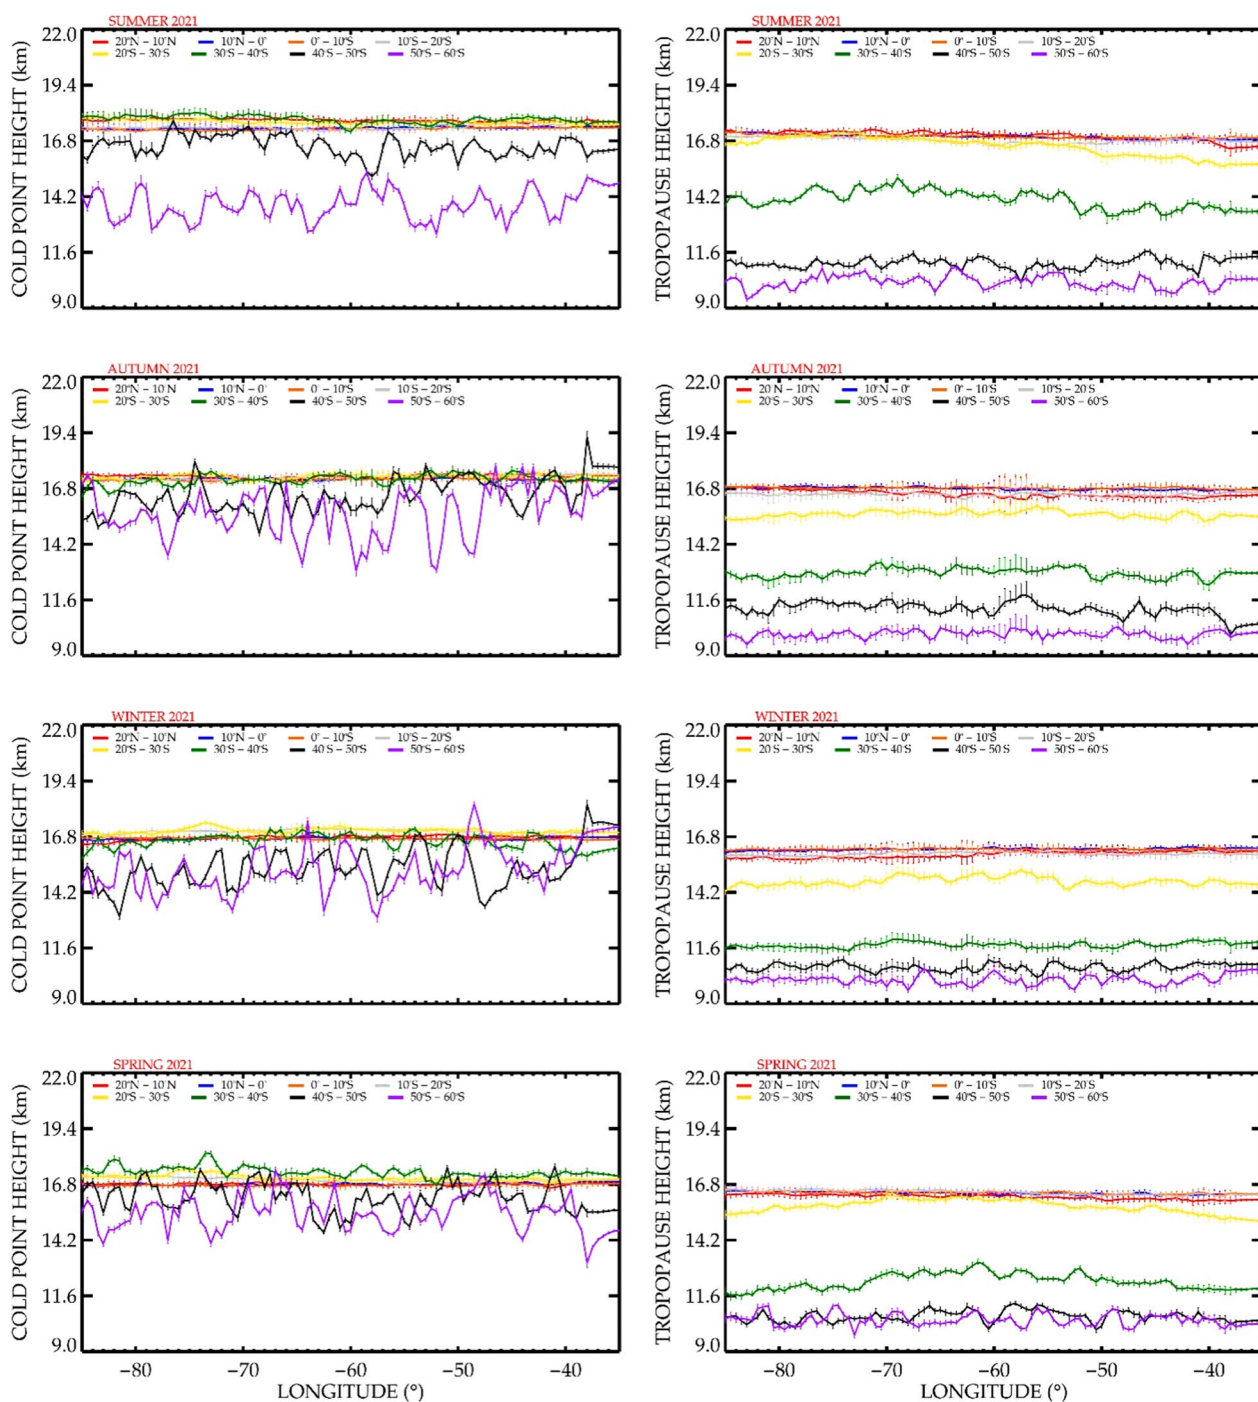 SUMMER 2021
20°N – 10°N 10°N – 0° 0° – 10°S 10°S – 20°S
20°S – 30°S 30°S – 40°S 40°S – 50°S 50°S – 60°S
COLD POINT HEIGHT (km)
22.0
19.4
16.8
14.2
11.6
9.0
SUMMER 2021
20°N – 10°N 10°N – 0° 0° – 10°S 10°S – 20°S
20°S – 30°S 30°S – 40°S 40°S – 50°S 50°S – 60°S
TROPOPAUSE HEIGHT (km)
22.0
19.4
16.8
14.2
11.6
9.0
AUTUMN 2021
20°N – 10°N 10°N – 0° 0° – 10°S 10°S – 20°S
20°S – 30°S 30°S – 40°S 40°S – 50°S 50°S – 60°S
COLD POINT HEIGHT (km)
22.0
19.4
16.8
14.2
11.6
9.0
AUTUMN 2021
20°N – 10°N 10°N – 0° 0° – 10°S 10°S – 20°S
20°S – 30°S 30°S – 40°S 40°S – 50°S 50°S – 60°S
TROPOPAUSE HEIGHT (km)
22.0
19.4
16.8
14.2
11.6
9.0
WINTER 2021
20°N – 10°N 10°N – 0° 0° – 10°S 10°S – 20°S
20°S – 30°S 30°S – 40°S 40°S – 50°S 50°S – 60°S
COLD POINT HEIGHT (km)
22.0
19.4
16.8
14.2
11.6
9.0
WINTER 2021
20°N – 10°N 10°N – 0° 0° – 10°S 10°S – 20°S
20°S – 30°S 30°S – 40°S 40°S – 50°S 50°S – 60°S
TROPOPAUSE HEIGHT (km)
22.0
19.4
16.8
14.2
11.6
9.0
SPRING 2021
20°N – 10°N 10°N – 0° 0° – 10°S 10°S – 20°S
20°S – 30°S 30°S – 40°S 40°S – 50°S 50°S – 60°S
COLD POINT HEIGHT (km)
22.0
19.4
16.8
14.2
11.6
9.0
−80 −70 −60 −50 −40
LONGITUDE (°)
SPRING 2021
20°N – 10°N 10°N – 0° 0° – 10°S 10°S – 20°S
20°S – 30°S 30°S – 40°S 40°S – 50°S 50°S – 60°S
TROPOPAUSE HEIGHT (km)
22.0
19.4
16.8
14.2
11.6
9.0
−80 −70 −60 −50 −40
LONGITUDE (°)